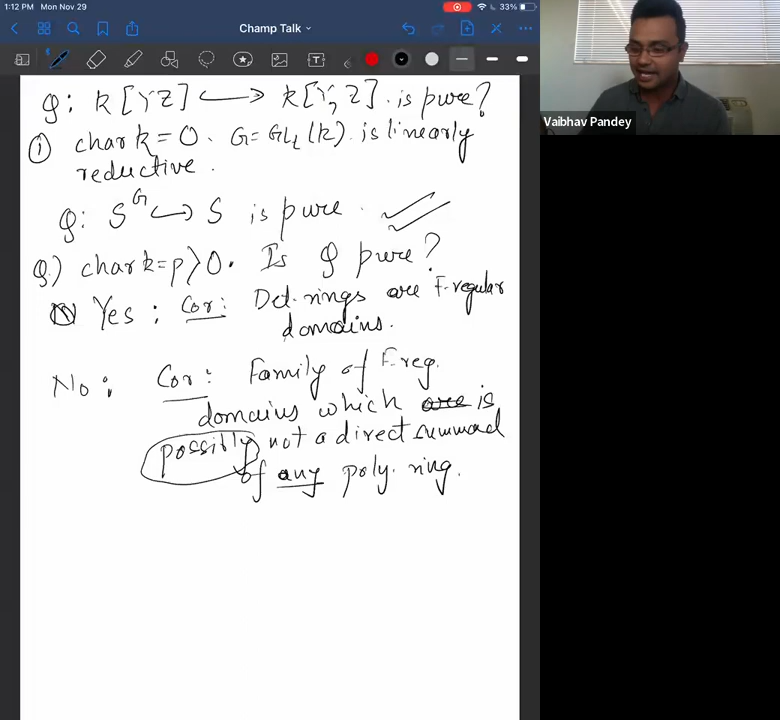 1:12 PM Mon Nov 29
33%
Champ Talk
T
Vaibhav Pandey
φ: k[YZ] ↪ k[Y,Z] is pure?
① char k = 0. G = GL_t(k) is linearly
reductive.
φ: S^G ↪ S is pure.
Q.) char k = p > 0. Is φ pure?
Yes: Cor: Det. rings are F-regular
domains.
No: Cor: Family of F-reg.
domains which are is
possibly not a direct summand
of any poly. ring.